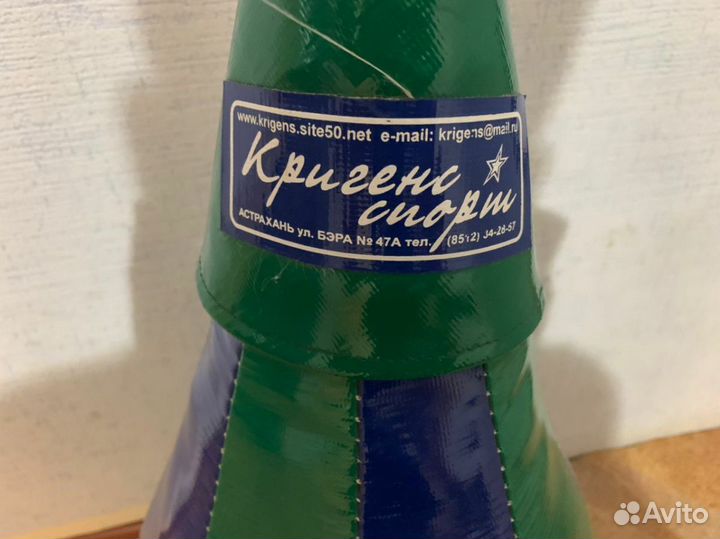 www.krigens.site50.net e-mail: krigens@mail.ru
Кригенс
спорт
АСТРАХАНЬ ул. БЭРА № 47А тел. (8512) 34-26-57
Avito